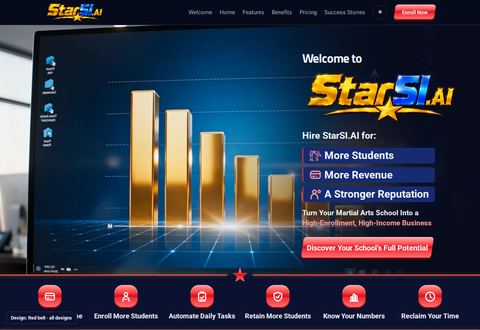 StarSI.AI
Welcome Home Features Benefits Pricing Success Stories
Enroll Now
Welcome to
StarSI.AI
Hire StarSI.AI for:
More Students
More Revenue
A Stronger Reputation
Turn Your Martial Arts School Into a
High-Enrollment, High-Income Business
Discover Your School's Full Potential
Enroll More Students
Automate Daily Tasks
Retain More Students
Know Your Numbers
Reclaim Your Time
Design: Red belt - all designs